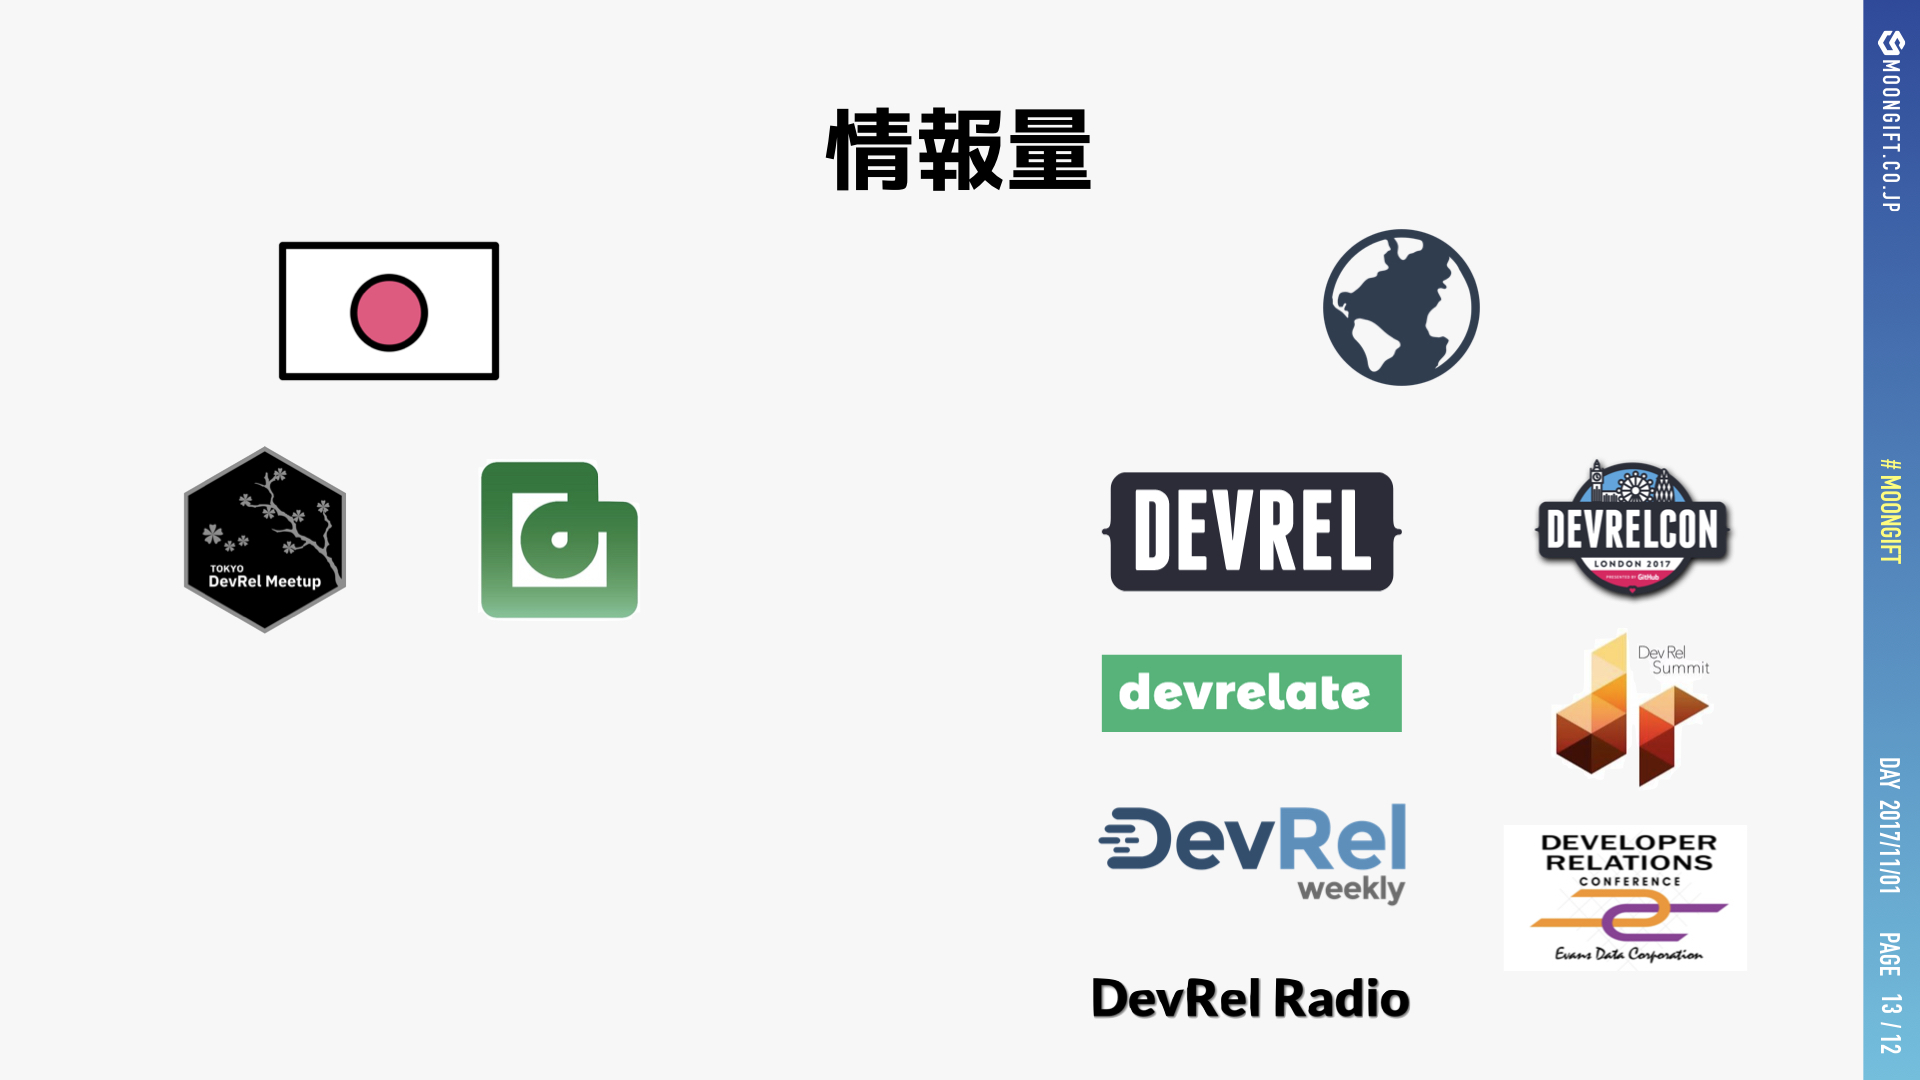 情報量
TOKYO
DevRel Meetup
DEVREL
DEVRELCON
LONDON 2017
PRESENTED BY GitHub
devrelate
DevRel
Summit
DevRel
weekly
DEVELOPER
RELATIONS
CONFERENCE
Evans Data Corporation
DevRel Radio
MOONGIFT.CO.JP
# MOONGIFT
DAY 2017/11/01
PAGE 13 / 12